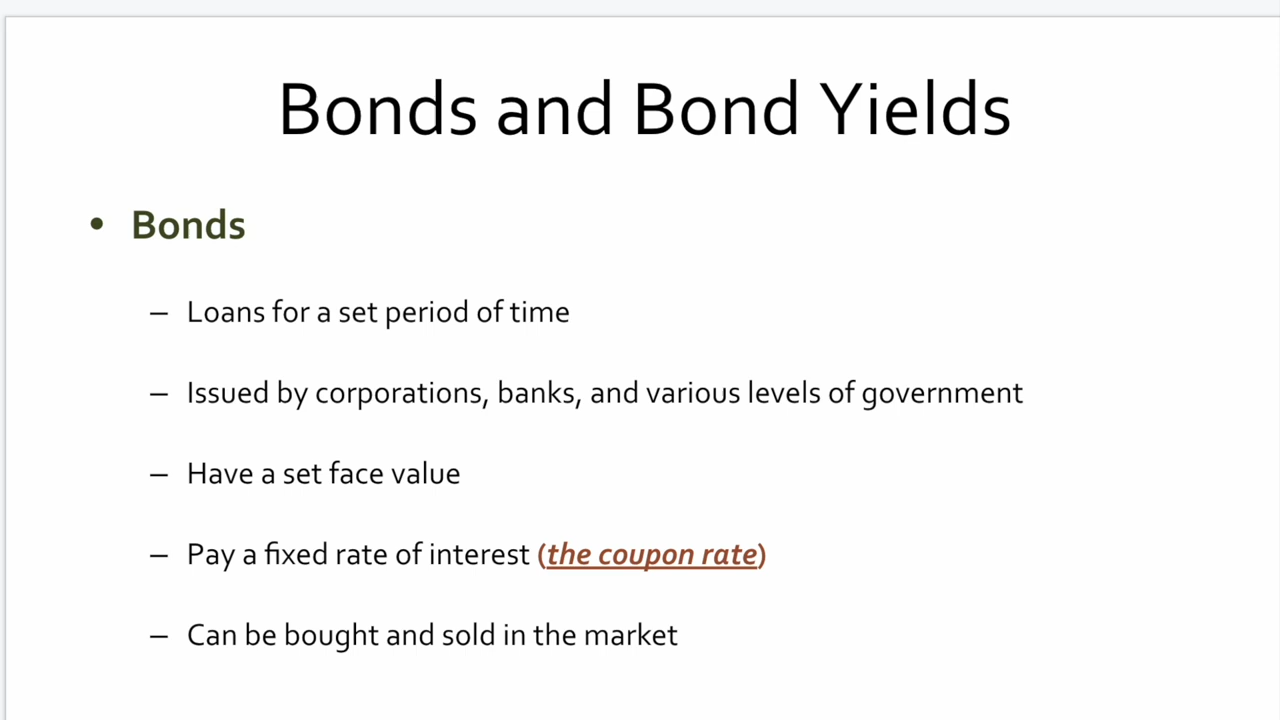 Bonds and Bond Yields
• Bonds
– Loans for a set period of time
– Issued by corporations, banks, and various levels of government
– Have a set face value
– Pay a fixed rate of interest (the coupon rate)
– Can be bought and sold in the market